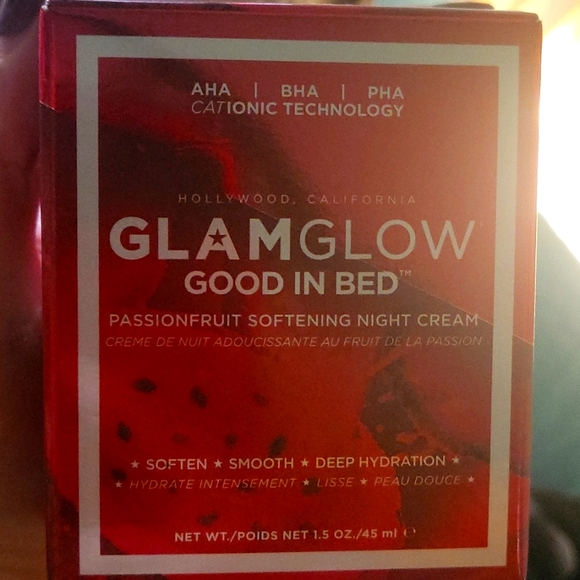 AHA | BHA | PHA
CATIONIC TECHNOLOGY
HOLLYWOOD, CALIFORNIA
GLAMGLOW
GOOD IN BED™
PASSIONFRUIT SOFTENING NIGHT CREAM
CRÈME DE NUIT ADOUCISSANTE AU FRUIT DE LA PASSION
★ SOFTEN ★ SMOOTH ★ DEEP HYDRATION ★
★ HYDRATE INTENSEMENT ★ LISSE ★ PEAU DOUCE ★
NET WT./POIDS NET 1.5 OZ./45 ml ℮